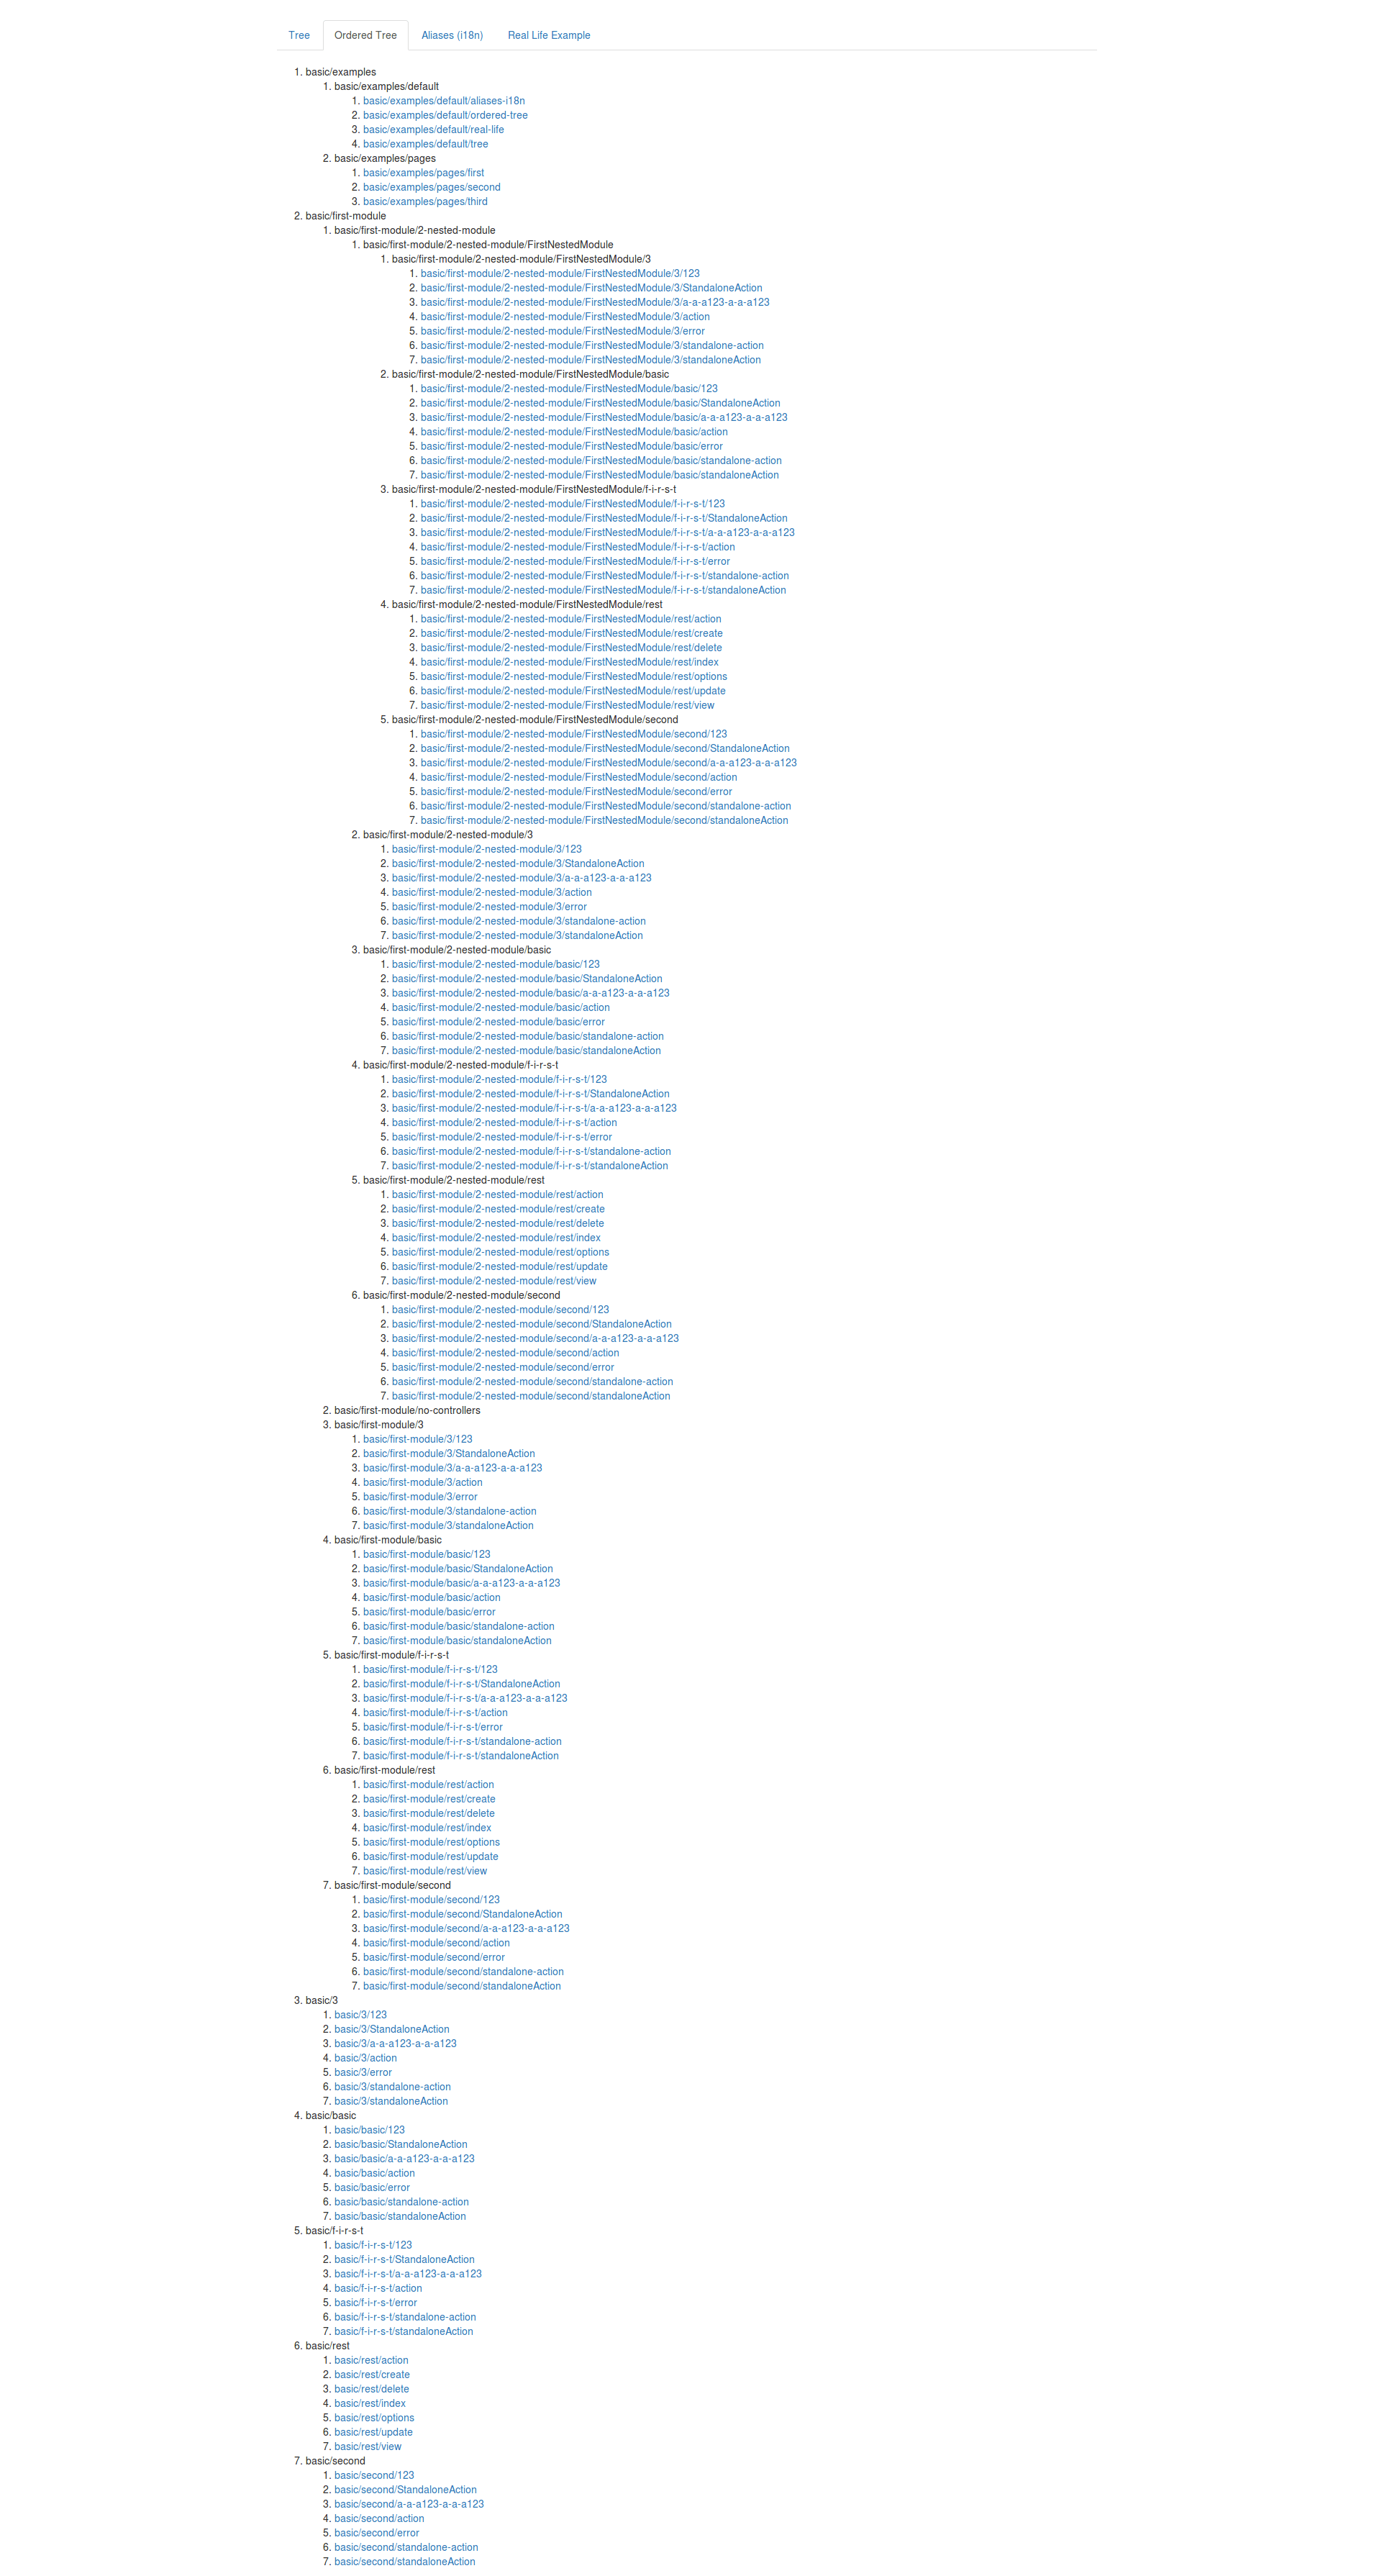 Tree Ordered Tree Aliases (i18n) Real Life Example
1. basic/examples
1. basic/examples/default
1. basic/examples/default/aliases-i18n
2. basic/examples/default/ordered-tree
3. basic/examples/default/real-life
4. basic/examples/default/tree
2. basic/examples/pages
1. basic/examples/pages/first
2. basic/examples/pages/second
3. basic/examples/pages/third
2. basic/first-module
1. basic/first-module/2-nested-module
1. basic/first-module/2-nested-module/FirstNestedModule
1. basic/first-module/2-nested-module/FirstNestedModule/3
1. basic/first-module/2-nested-module/FirstNestedModule/3/123
2. basic/first-module/2-nested-module/FirstNestedModule/3/StandaloneAction
3. basic/first-module/2-nested-module/FirstNestedModule/3/a-a-a123-a-a-a123
4. basic/first-module/2-nested-module/FirstNestedModule/3/action
5. basic/first-module/2-nested-module/FirstNestedModule/3/error
6. basic/first-module/2-nested-module/FirstNestedModule/3/standalone-action
7. basic/first-module/2-nested-module/FirstNestedModule/3/standaloneAction
2. basic/first-module/2-nested-module/FirstNestedModule/basic
1. basic/first-module/2-nested-module/FirstNestedModule/basic/123
2. basic/first-module/2-nested-module/FirstNestedModule/basic/StandaloneAction
3. basic/first-module/2-nested-module/FirstNestedModule/basic/a-a-a123-a-a-a123
4. basic/first-module/2-nested-module/FirstNestedModule/basic/action
5. basic/first-module/2-nested-module/FirstNestedModule/basic/error
6. basic/first-module/2-nested-module/FirstNestedModule/basic/standalone-action
7. basic/first-module/2-nested-module/FirstNestedModule/basic/standaloneAction
3. basic/first-module/2-nested-module/FirstNestedModule/f-i-r-s-t
1. basic/first-module/2-nested-module/FirstNestedModule/f-i-r-s-t/123
2. basic/first-module/2-nested-module/FirstNestedModule/f-i-r-s-t/StandaloneAction
3. basic/first-module/2-nested-module/FirstNestedModule/f-i-r-s-t/a-a-a123-a-a-a123
4. basic/first-module/2-nested-module/FirstNestedModule/f-i-r-s-t/action
5. basic/first-module/2-nested-module/FirstNestedModule/f-i-r-s-t/error
6. basic/first-module/2-nested-module/FirstNestedModule/f-i-r-s-t/standalone-action
7. basic/first-module/2-nested-module/FirstNestedModule/f-i-r-s-t/standaloneAction
4. basic/first-module/2-nested-module/FirstNestedModule/rest
1. basic/first-module/2-nested-module/FirstNestedModule/rest/action
2. basic/first-module/2-nested-module/FirstNestedModule/rest/create
3. basic/first-module/2-nested-module/FirstNestedModule/rest/delete
4. basic/first-module/2-nested-module/FirstNestedModule/rest/index
5. basic/first-module/2-nested-module/FirstNestedModule/rest/options
6. basic/first-module/2-nested-module/FirstNestedModule/rest/update
7. basic/first-module/2-nested-module/FirstNestedModule/rest/view
5. basic/first-module/2-nested-module/FirstNestedModule/second
1. basic/first-module/2-nested-module/FirstNestedModule/second/123
2. basic/first-module/2-nested-module/FirstNestedModule/second/StandaloneAction
3. basic/first-module/2-nested-module/FirstNestedModule/second/a-a-a123-a-a-a123
4. basic/first-module/2-nested-module/FirstNestedModule/second/action
5. basic/first-module/2-nested-module/FirstNestedModule/second/error
6. basic/first-module/2-nested-module/FirstNestedModule/second/standalone-action
7. basic/first-module/2-nested-module/FirstNestedModule/second/standaloneAction
2. basic/first-module/2-nested-module/3
1. basic/first-module/2-nested-module/3/123
2. basic/first-module/2-nested-module/3/StandaloneAction
3. basic/first-module/2-nested-module/3/a-a-a123-a-a-a123
4. basic/first-module/2-nested-module/3/action
5. basic/first-module/2-nested-module/3/error
6. basic/first-module/2-nested-module/3/standalone-action
7. basic/first-module/2-nested-module/3/standaloneAction
3. basic/first-module/2-nested-module/basic
1. basic/first-module/2-nested-module/basic/123
2. basic/first-module/2-nested-module/basic/StandaloneAction
3. basic/first-module/2-nested-module/basic/a-a-a123-a-a-a123
4. basic/first-module/2-nested-module/basic/action
5. basic/first-module/2-nested-module/basic/error
6. basic/first-module/2-nested-module/basic/standalone-action
7. basic/first-module/2-nested-module/basic/standaloneAction
4. basic/first-module/2-nested-module/f-i-r-s-t
1. basic/first-module/2-nested-module/f-i-r-s-t/123
2. basic/first-module/2-nested-module/f-i-r-s-t/StandaloneAction
3. basic/first-module/2-nested-module/f-i-r-s-t/a-a-a123-a-a-a123
4. basic/first-module/2-nested-module/f-i-r-s-t/action
5. basic/first-module/2-nested-module/f-i-r-s-t/error
6. basic/first-module/2-nested-module/f-i-r-s-t/standalone-action
7. basic/first-module/2-nested-module/f-i-r-s-t/standaloneAction
5. basic/first-module/2-nested-module/rest
1. basic/first-module/2-nested-module/rest/action
2. basic/first-module/2-nested-module/rest/create
3. basic/first-module/2-nested-module/rest/delete
4. basic/first-module/2-nested-module/rest/index
5. basic/first-module/2-nested-module/rest/options
6. basic/first-module/2-nested-module/rest/update
7. basic/first-module/2-nested-module/rest/view
6. basic/first-module/2-nested-module/second
1. basic/first-module/2-nested-module/second/123
2. basic/first-module/2-nested-module/second/StandaloneAction
3. basic/first-module/2-nested-module/second/a-a-a123-a-a-a123
4. basic/first-module/2-nested-module/second/action
5. basic/first-module/2-nested-module/second/error
6. basic/first-module/2-nested-module/second/standalone-action
7. basic/first-module/2-nested-module/second/standaloneAction
2. basic/first-module/no-controllers
3. basic/first-module/3
1. basic/first-module/3/123
2. basic/first-module/3/StandaloneAction
3. basic/first-module/3/a-a-a123-a-a-a123
4. basic/first-module/3/action
5. basic/first-module/3/error
6. basic/first-module/3/standalone-action
7. basic/first-module/3/standaloneAction
4. basic/first-module/basic
1. basic/first-module/basic/123
2. basic/first-module/basic/StandaloneAction
3. basic/first-module/basic/a-a-a123-a-a-a123
4. basic/first-module/basic/action
5. basic/first-module/basic/error
6. basic/first-module/basic/standalone-action
7. basic/first-module/basic/standaloneAction
5. basic/first-module/f-i-r-s-t
1. basic/first-module/f-i-r-s-t/123
2. basic/first-module/f-i-r-s-t/StandaloneAction
3. basic/first-module/f-i-r-s-t/a-a-a123-a-a-a123
4. basic/first-module/f-i-r-s-t/action
5. basic/first-module/f-i-r-s-t/error
6. basic/first-module/f-i-r-s-t/standalone-action
7. basic/first-module/f-i-r-s-t/standaloneAction
6. basic/first-module/rest
1. basic/first-module/rest/action
2. basic/first-module/rest/create
3. basic/first-module/rest/delete
4. basic/first-module/rest/index
5. basic/first-module/rest/options
6. basic/first-module/rest/update
7. basic/first-module/rest/view
7. basic/first-module/second
1. basic/first-module/second/123
2. basic/first-module/second/StandaloneAction
3. basic/first-module/second/a-a-a123-a-a-a123
4. basic/first-module/second/action
5. basic/first-module/second/error
6. basic/first-module/second/standalone-action
7. basic/first-module/second/standaloneAction
3. basic/3
1. basic/3/123
2. basic/3/StandaloneAction
3. basic/3/a-a-a123-a-a-a123
4. basic/3/action
5. basic/3/error
6. basic/3/standalone-action
7. basic/3/standaloneAction
4. basic/basic
1. basic/basic/123
2. basic/basic/StandaloneAction
3. basic/basic/a-a-a123-a-a-a123
4. basic/basic/action
5. basic/basic/error
6. basic/basic/standalone-action
7. basic/basic/standaloneAction
5. basic/f-i-r-s-t
1. basic/f-i-r-s-t/123
2. basic/f-i-r-s-t/StandaloneAction
3. basic/f-i-r-s-t/a-a-a123-a-a-a123
4. basic/f-i-r-s-t/action
5. basic/f-i-r-s-t/error
6. basic/f-i-r-s-t/standalone-action
7. basic/f-i-r-s-t/standaloneAction
6. basic/rest
1. basic/rest/action
2. basic/rest/create
3. basic/rest/delete
4. basic/rest/index
5. basic/rest/options
6. basic/rest/update
7. basic/rest/view
7. basic/second
1. basic/second/123
2. basic/second/StandaloneAction
3. basic/second/a-a-a123-a-a-a123
4. basic/second/action
5. basic/second/error
6. basic/second/standalone-action
7. basic/second/standaloneAction